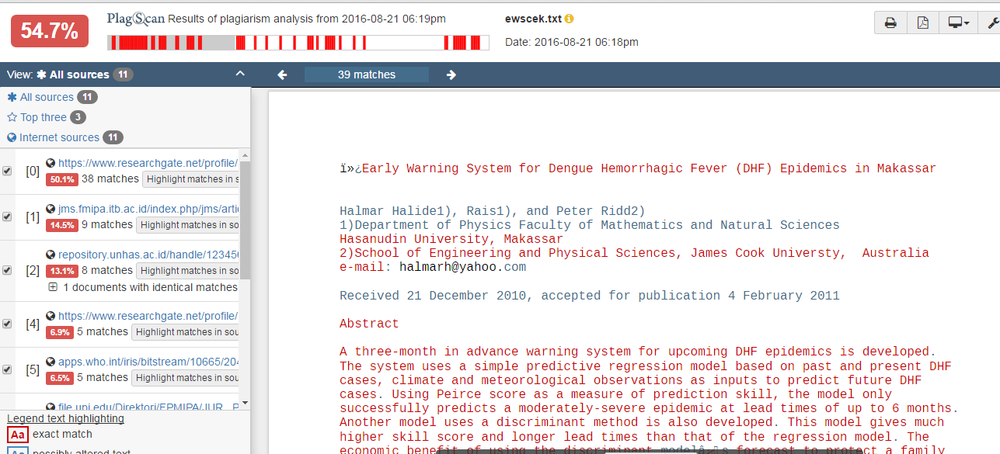 54.7%
PlagScan Results of plagiarism analysis from 2016-08-21 06:19pm
ewscek.txt
Date: 2016-08-21 06:18pm
View: ✱ All sources 11
39 matches
All sources 11
Top three 3
Internet sources 11
[0] https://www.researchgate.net/profile/
50.1% 38 matches Highlight matches in s
[1] jms.fmipa.itb.ac.id/index.php/jms/arti
14.5% 9 matches Highlight matches in so
[2] repository.unhas.ac.id/handle/123456
13.1% 8 matches Highlight matches in so
1 documents with identical matches
[4] https://www.researchgate.net/profile/
6.9% 5 matches Highlight matches in sou
[5] apps.who.int/iris/bitstream/10665/204
6.5% 5 matches Highlight matches in sou
file.upi.edu/Direktori/FPMIPA/JUR._P
Legend text highlighting
Aa exact match
Aa possibly altered text
ï»¿Early Warning System for Dengue Hemorrhagic Fever (DHF) Epidemics in Makassar
Halmar Halide1), Rais1), and Peter Ridd2)
1)Department of Physics Faculty of Mathematics and Natural Sciences
Hasanudin University, Makassar
2)School of Engineering and Physical Sciences, James Cook Universty,  Australia
e-mail: halmarh@yahoo.com
Received 21 December 2010, accepted for publication 4 February 2011
Abstract
A three-month in advance warning system for upcoming DHF epidemics is developed.
The system uses a simple predictive regression model based on past and present DHF
cases, climate and meteorological observations as inputs to predict future DHF
cases. Using Peirce score as a measure of prediction skill, the model only
successfully predicts a moderately-severe epidemic at lead times of up to 6 months.
Another model uses a discriminant method is also developed. This model gives much
higher skill score and longer lead times than that of the regression model. The
economic benefit of using the discriminant forecast to protect a family